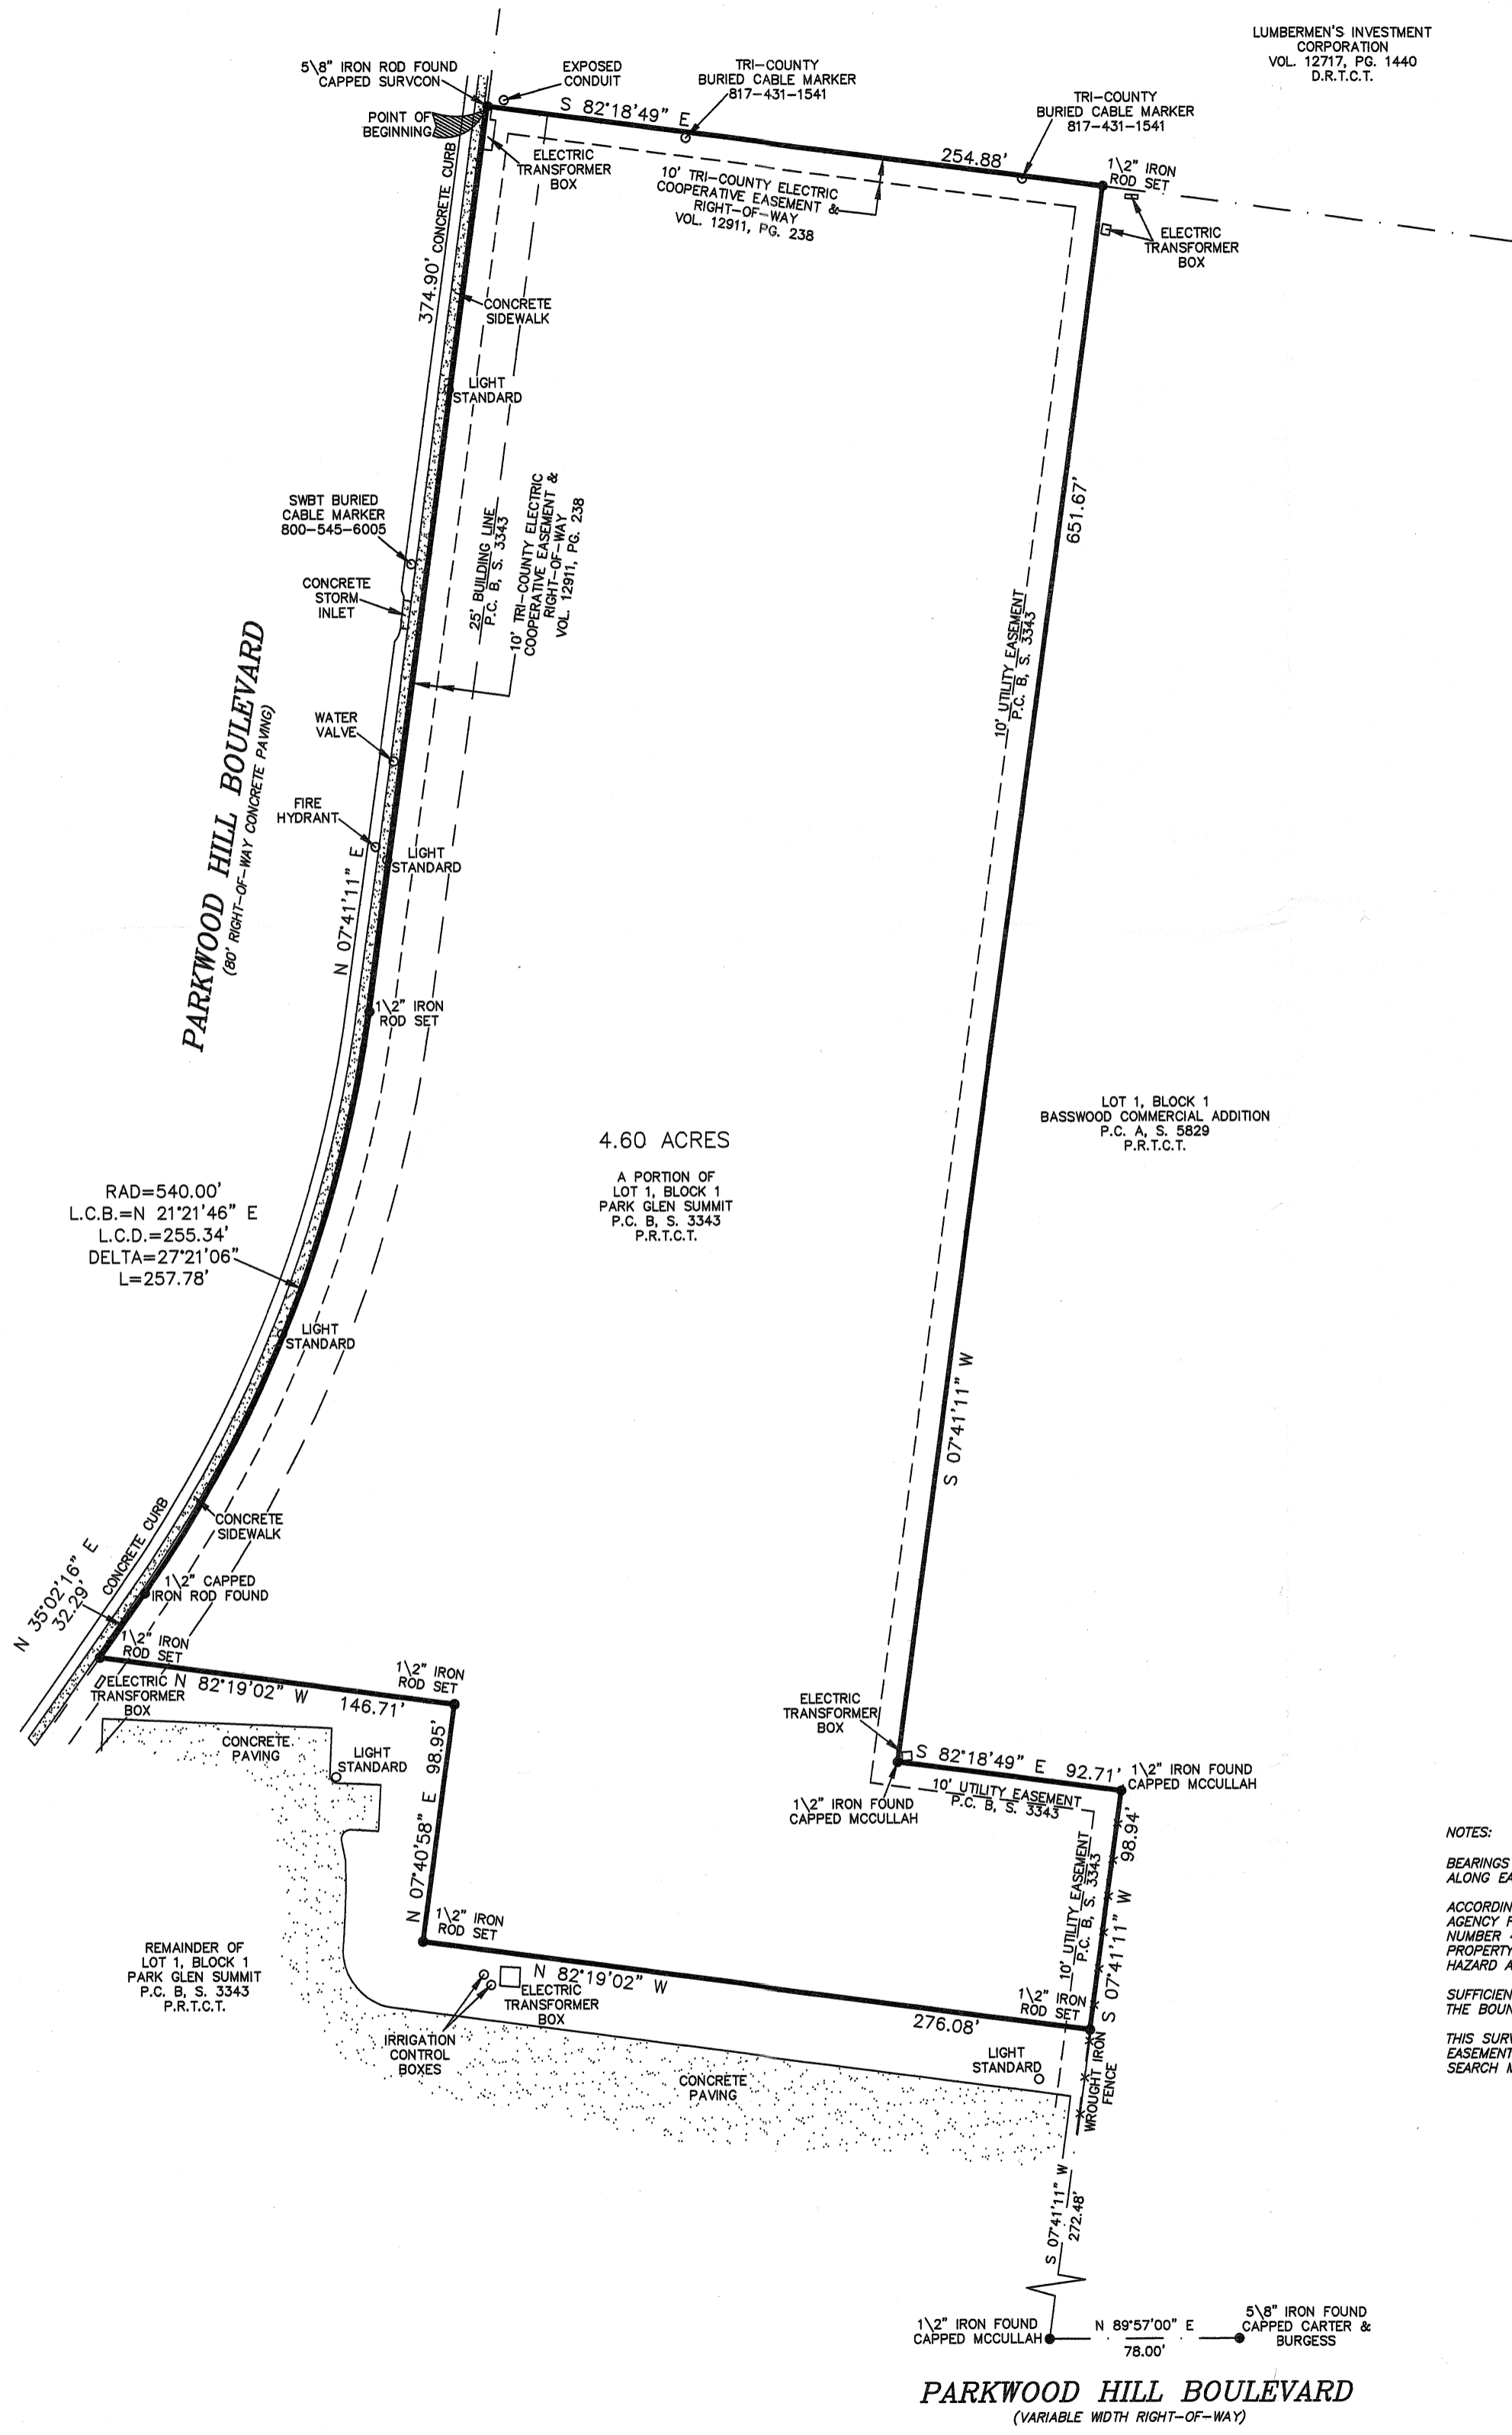 LUMBERMEN'S INVESTMENT
CORPORATION
VOL. 12717, PG. 1440
D.R.T.C.T.
5\8" IRON ROD FOUND
CAPPED SURVCON
EXPOSED
CONDUIT
TRI-COUNTY
BURIED CABLE MARKER
817-431-1541
TRI-COUNTY
BURIED CABLE MARKER
817-431-1541
POINT OF
BEGINNING
S 82°18'49" E
254.88'
1\2" IRON
ROD SET
ELECTRIC
TRANSFORMER
BOX
10' TRI-COUNTY ELECTRIC
COOPERATIVE EASEMENT &
RIGHT-OF-WAY
VOL. 12911, PG. 238
ELECTRIC
TRANSFORMER
BOX
374.90'
CONCRETE CURB
CONCRETE
SIDEWALK
LIGHT
STANDARD
SWBT BURIED
CABLE MARKER
800-545-6005
CONCRETE
STORM
INLET
25' BUILDING LINE
P.C. B, S. 3343
10' TRI-COUNTY ELECTRIC
COOPERATIVE EASEMENT &
RIGHT-OF-WAY
VOL. 12911, PG. 238
651.67'
10' UTILITY EASEMENT
P.C. B, S. 3343
PARKWOOD HILL BOULEVARD
(80' RIGHT-OF-WAY CONCRETE PAVING)
WATER
VALVE
FIRE
HYDRANT
LIGHT
STANDARD
N 07°41'11" E
1\2" IRON
ROD SET
4.60 ACRES
A PORTION OF
LOT 1, BLOCK 1
PARK GLEN SUMMIT
P.C. B, S. 3343
P.R.T.C.T.
LOT 1, BLOCK 1
BASSWOOD COMMERCIAL ADDITION
P.C. A, S. 5829
P.R.T.C.T.
RAD=540.00'
L.C.B.=N 21°21'46" E
L.C.D.=255.34'
DELTA=27°21'06"
L=257.78'
LIGHT
STANDARD
S 07°41'11" W
CONCRETE
SIDEWALK
CONCRETE CURB
N 35°02'16" E
32.29'
1\2" CAPPED
IRON ROD FOUND
1\2" IRON
ROD SET
ELECTRIC
TRANSFORMER
BOX
N 82°19'02" W
146.71'
1\2" IRON
ROD SET
CONCRETE
PAVING
LIGHT
STANDARD
N 07°40'58" E
98.95'
ELECTRIC
TRANSFORMER
BOX
S 82°18'49" E
92.71'
1\2" IRON FOUND
CAPPED MCCULLAH
10' UTILITY EASEMENT
P.C. B, S. 3343
1\2" IRON FOUND
CAPPED MCCULLAH
98.94'
S 07°41'11" W
10' UTILITY EASEMENT
P.C. B, S. 3343
NOTES:
BEARINGS
ALONG EA
ACCORDIN
AGENCY F
NUMBER
PROPERTY
HAZARD A
SUFFICIEN
THE BOUN
THIS SURV
EASEMENT
SEARCH M
1\2" IRON
ROD SET
REMAINDER OF
LOT 1, BLOCK 1
PARK GLEN SUMMIT
P.C. B, S. 3343
P.R.T.C.T.
N 82°19'02" W
276.08'
ELECTRIC
TRANSFORMER
BOX
IRRIGATION
CONTROL
BOXES
1\2" IRON
ROD SET
LIGHT
STANDARD
WROUGHT IRON
FENCE
CONCRETE
PAVING
S 07°41'11" W
272.48'
1\2" IRON FOUND
CAPPED MCCULLAH
N 89°57'00" E
78.00'
5\8" IRON FOUND
CAPPED CARTER &
BURGESS
PARKWOOD HILL BOULEVARD
(VARIABLE WIDTH RIGHT-OF-WAY)